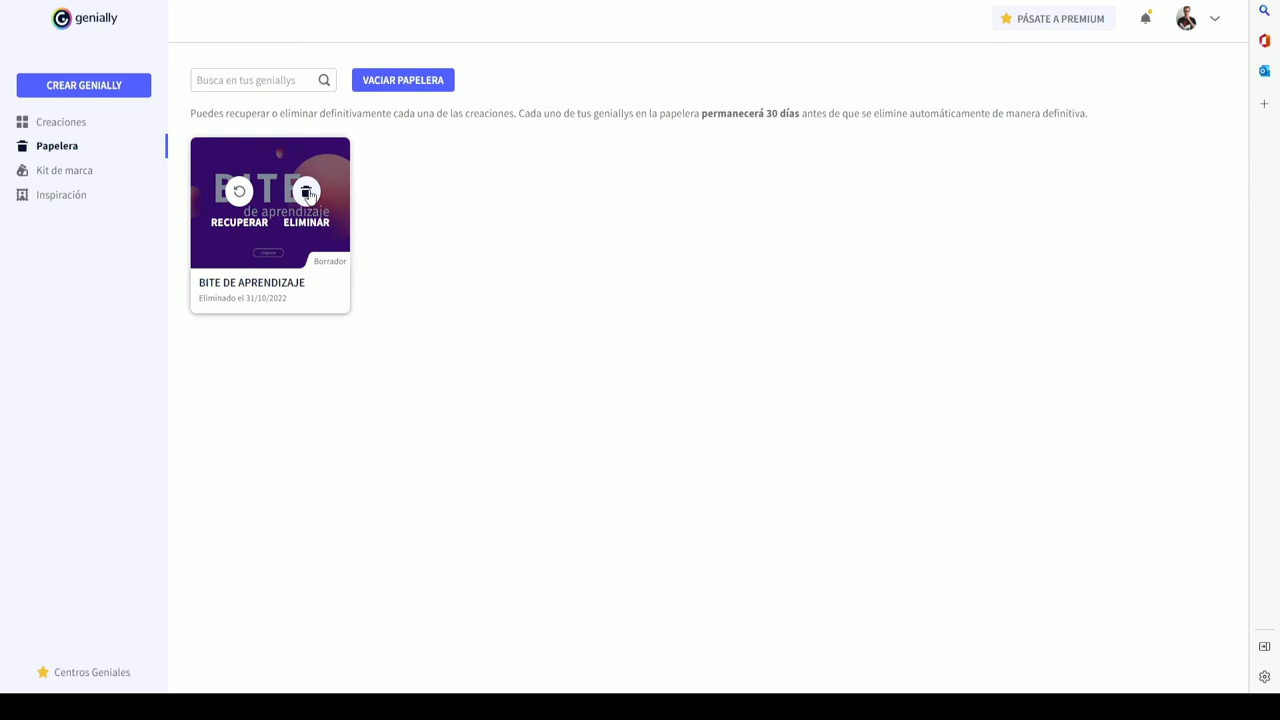 genially
PÁSATE A PREMIUM
CREAR GENIALLY
Creaciones
Papelera
Kit de marca
Inspiración
Centros Geniales
Busca en tus geniallys
VACIAR PAPELERA
Puedes recuperar o eliminar definitivamente cada una de las creaciones. Cada uno de tus geniallys en la papelera permanecerá 30 días antes de que se elimine automáticamente de manera definitiva.
BITE
de aprendizaje
RECUPERAR ELIMINAR
Borrador
BITE DE APRENDIZAJE
Eliminado el 31/10/2022